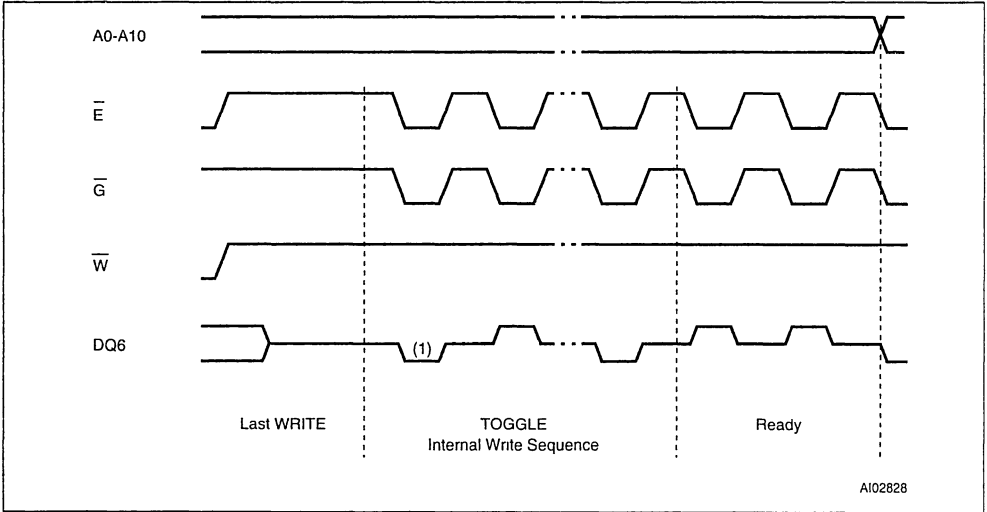 A0-A10
E̅
G̅
W̅
DQ6
(1)
Last WRITE
TOGGLE
Internal Write Sequence
Ready
AI02828